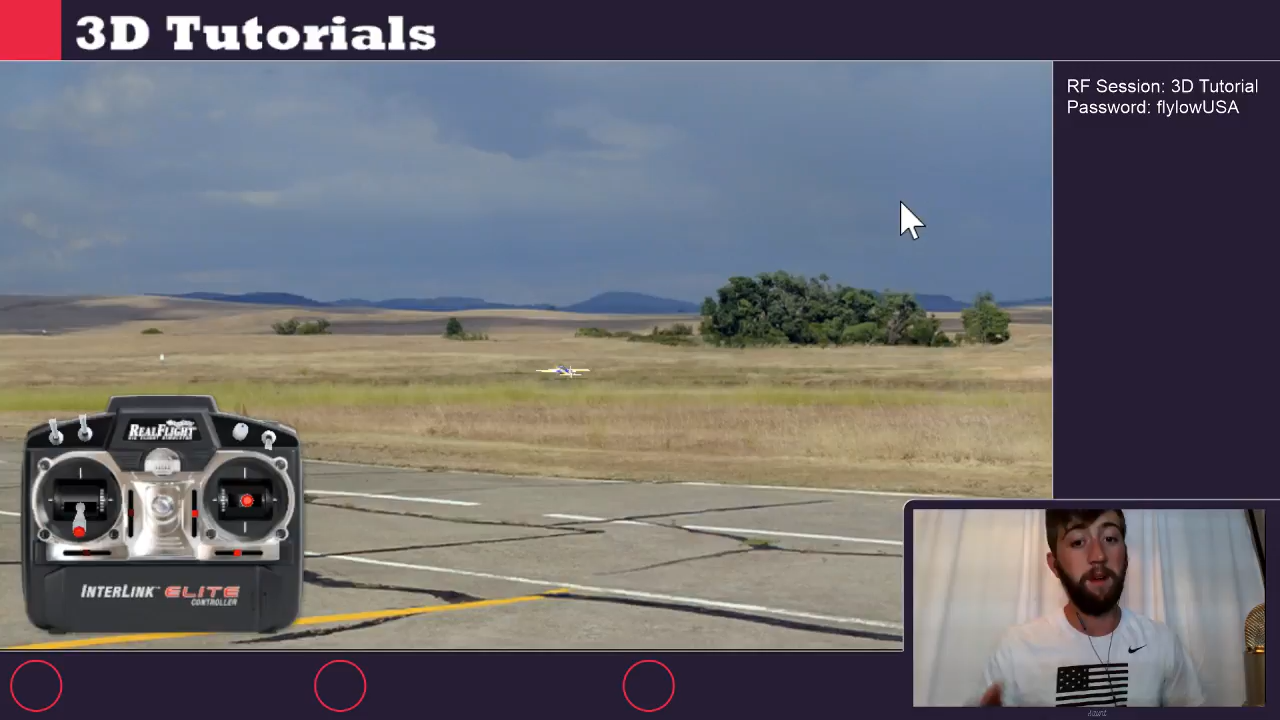 3D Tutorials
RF Session: 3D Tutorial
Password: flylowUSA
REALFLIGHT
INTERLINK ELITE
CONTROLLER